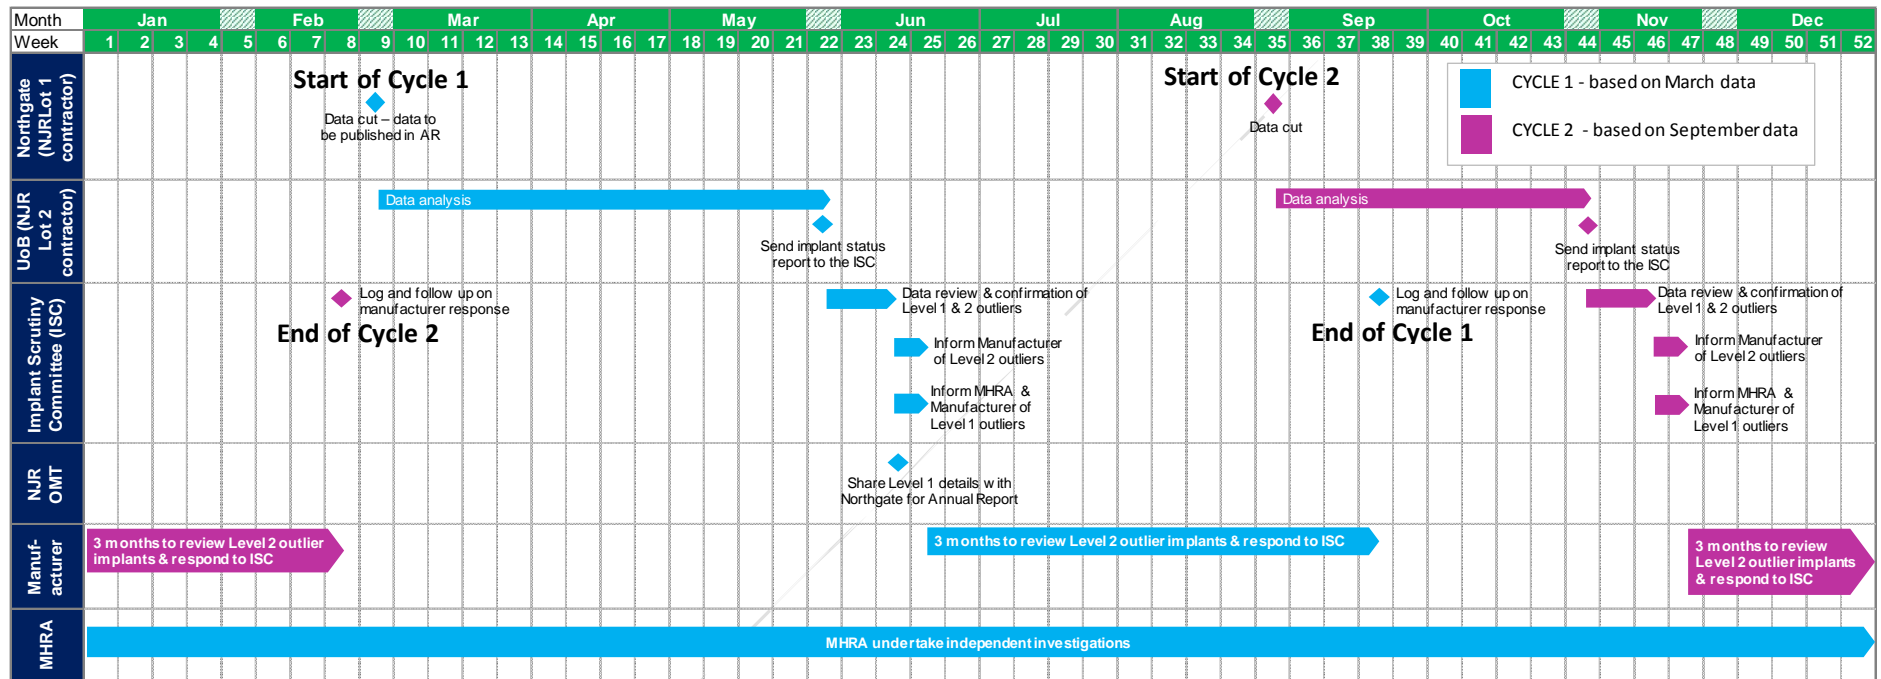 Month Jan Feb Mar Apr May Jun Jul Aug Sep Oct Nov Dec
Week 1 2 3 4 5 6 7 8 9 10 11 12 13 14 15 16 17 18 19 20 21 22 23 24 25 26 27 28 29 30 31 32 33 34 35 36 37 38 39 40 41 42 43 44 45 46 47 48 49 50 51 52
Northgate
(NJRLot 1
contractor)
Start of Cycle 1
Data cut – data to
be published in AR
Start of Cycle 2
Data cut
CYCLE 1 - based on March data
CYCLE 2 - based on September data
UoB (NJR
Lot 2
contractor)
Data analysis
Send implant status
report to the ISC
Data analysis
Send implant status
report to the ISC
Implant Scrutiny
Committee (ISC)
Log and follow up on
manufacturer response
End of Cycle 2
Data review & confirmation of
Level 1 & 2 outliers
Inform Manufacturer
of Level 2 outliers
Inform MHRA &
Manufacturer of
Level 1 outliers
Log and follow up on
manufacturer response
End of Cycle 1
Data review & confirmation of
Level 1 & 2 outliers
Inform Manufacturer
of Level 2 outliers
Inform MHRA &
Manufacturer of
Level 1 outliers
NJR
OMT
Share Level 1 details with
Northgate for Annual Report
Manuf-
acturer
3 months to review Level 2 outlier
implants & respond to ISC
3 months to review Level 2 outlier implants & respond to ISC
3 months to review
Level 2 outlier implants
& respond to ISC
MHRA
MHRA undertake independent investigations